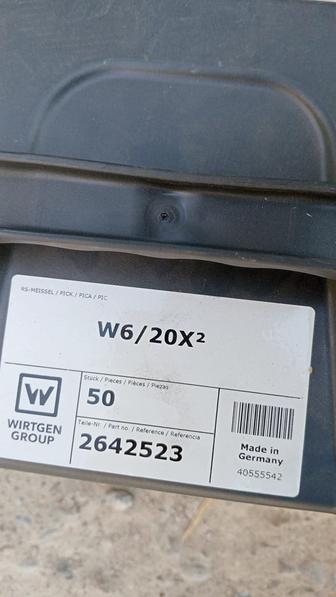 RS-MEISSEL / PICK / PICA / PIC
W6/20X²
W
WIRTGEN
GROUP
Stück / Pieces / Pièces / Piezas
50
Teile-Nr. / Part no. / Reference / Referencia
2642523
Made in
Germany
40555542